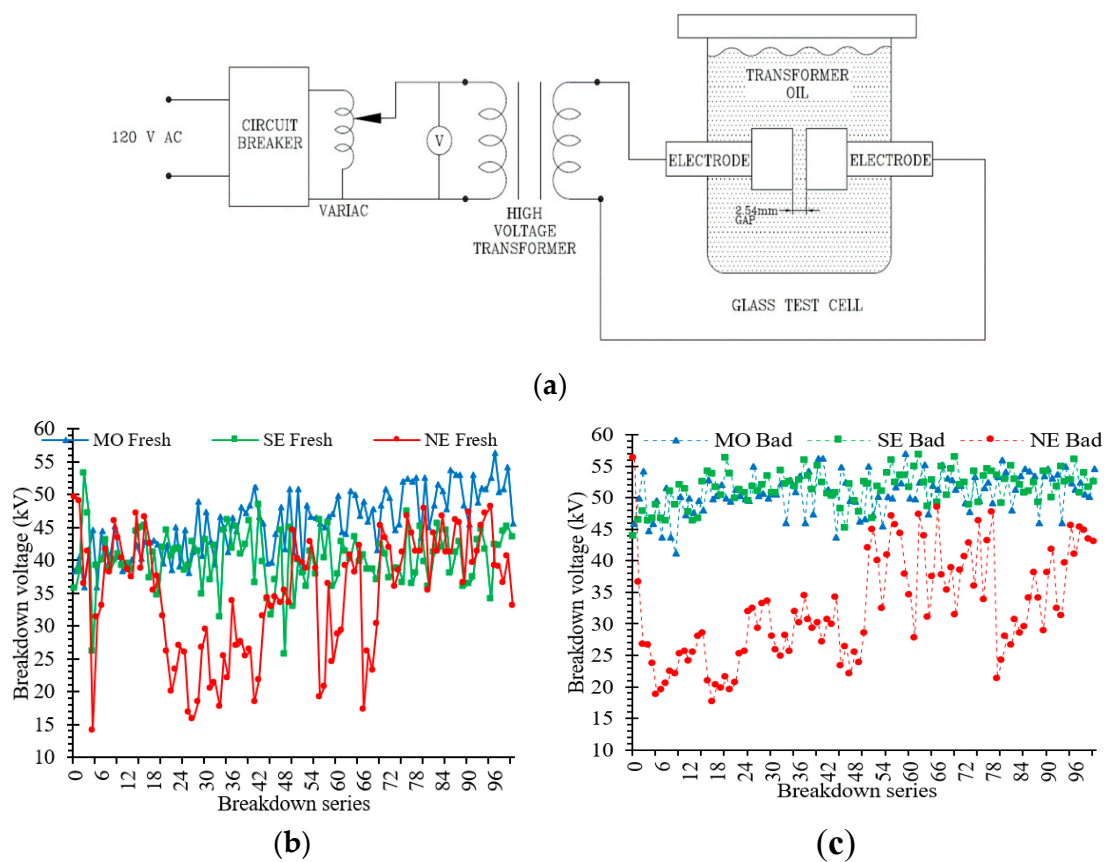 120 V AC
CIRCUIT
BREAKER
VARIAC
V
HIGH
VOLTAGE
TRANSFORMER
TRANSFORMER
OIL
ELECTRODE
ELECTRODE
2.54mm
GAP
GLASS TEST CELL
(a)
MO Fresh SE Fresh NE Fresh
Breakdown voltage (kV)
60
55
50
45
40
35
30
25
20
15
10
0 6 12 18 24 30 36 42 48 54 60 66 72 78 84 90 96
Breakdown series
(b)
MO Bad SE Bad NE Bad
Breakdown voltage (kV)
60
55
50
45
40
35
30
25
20
15
10
0 6 12 18 24 30 36 42 48 54 60 66 72 78 84 90 96
Breakdown series
(c)